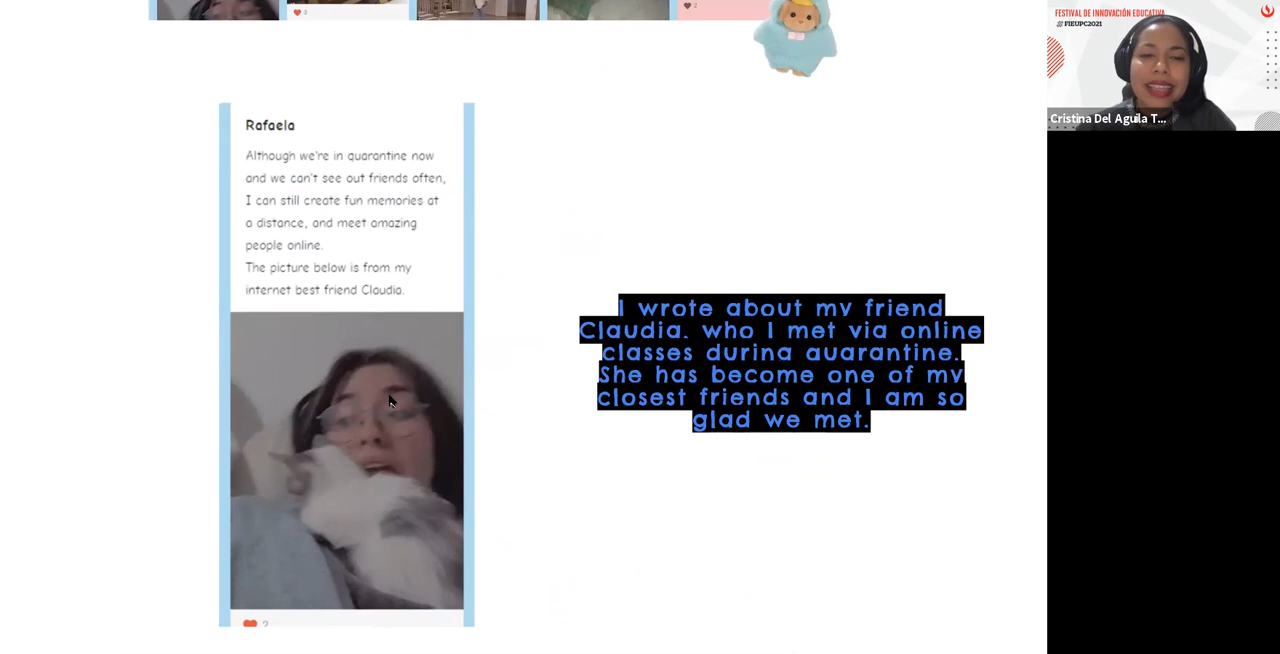 3
2
FESTIVAL DE INNOVACIÓN EDUCATIVA
# FIEUPC2021
Cristina Del Aguila T...
Rafaela
Although we're in quarantine now
and we can't see out friends often,
I can still create fun memories at
a distance, and meet amazing
people online.
The picture below is from my
internet best friend Claudia.
2
I wrote about my friend
Claudia, who I met via online
classes during quarantine.
She has become one of my
closest friends and I am so
glad we met.